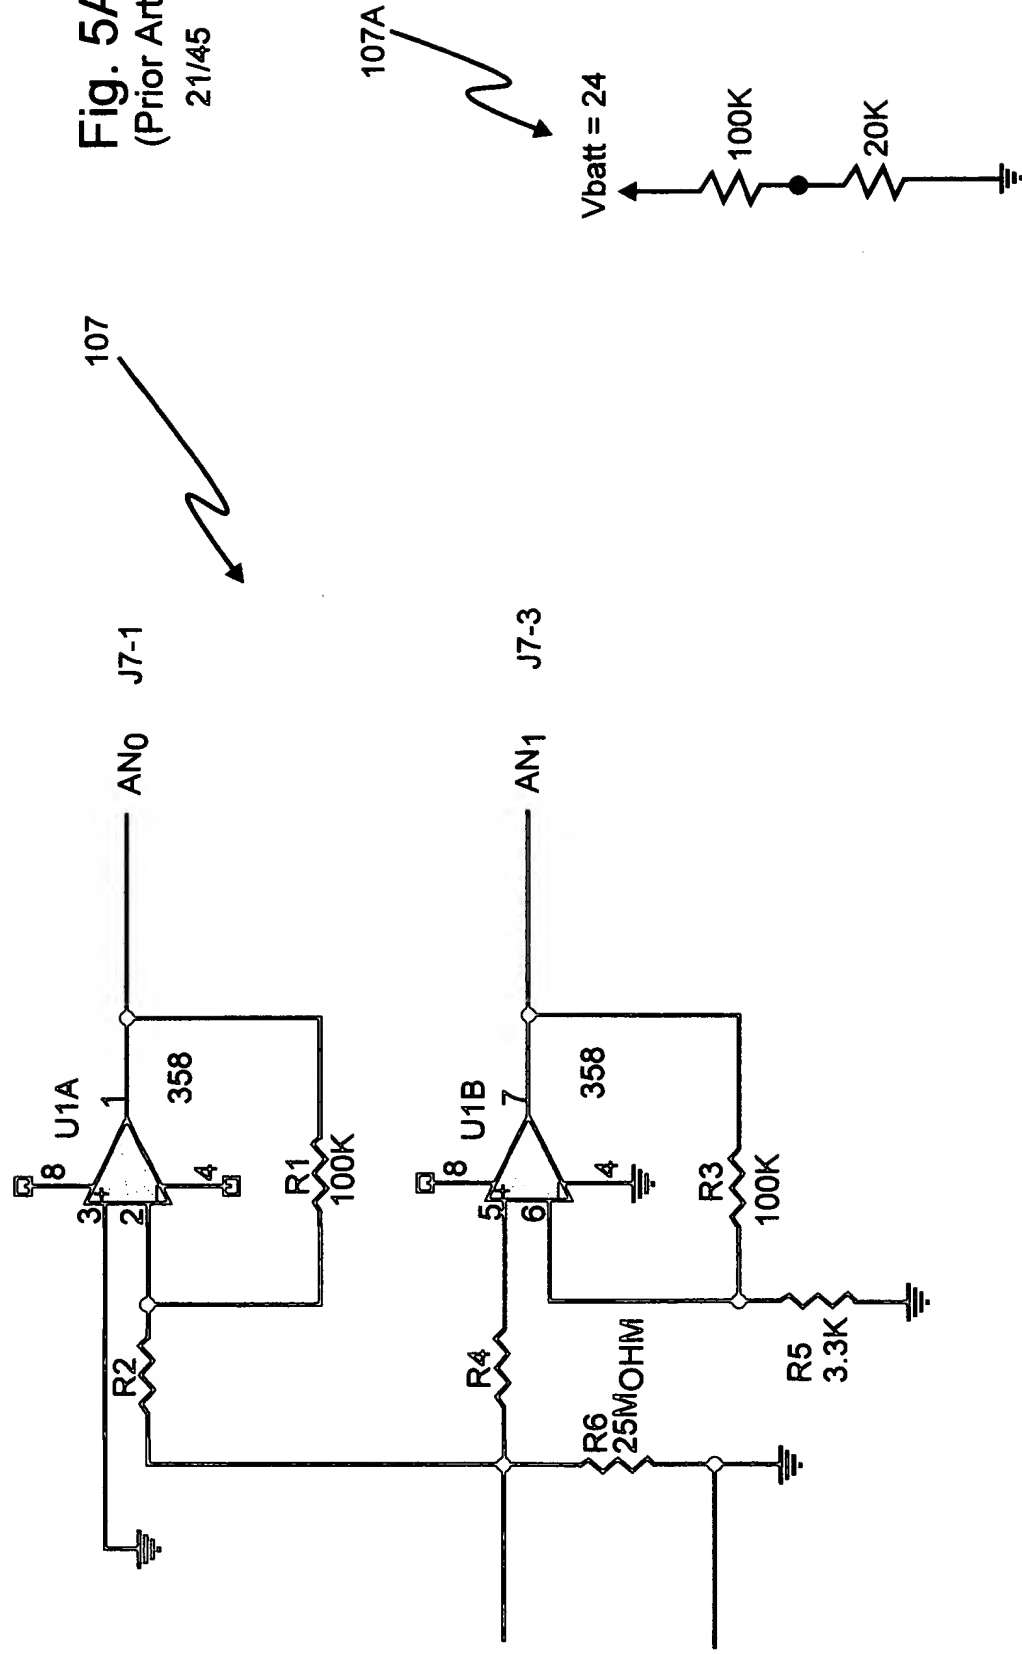 Fig. 5A
(Prior Art
21/45
107
107A
Vbatt = 24
100K
20K
U1A
8
3
2
1
4
358
AN0 J7-1
R2
R1
100K
U1B
8
5
6
7
4
358
AN1 J7-3
R4
R3
100K
R6
25MOHM
R5
3.3K